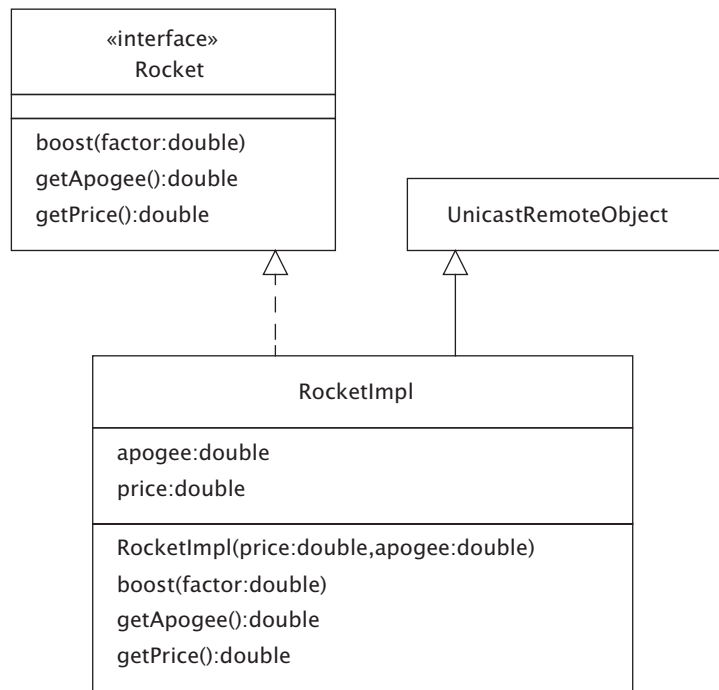 «interface»
Rocket
boost(factor:double)
getApogee():double
getPrice():double
UnicastRemoteObject
RocketImpl
apogee:double
price:double
RocketImpl(price:double,apogee:double)
boost(factor:double)
getApogee():double
getPrice():double